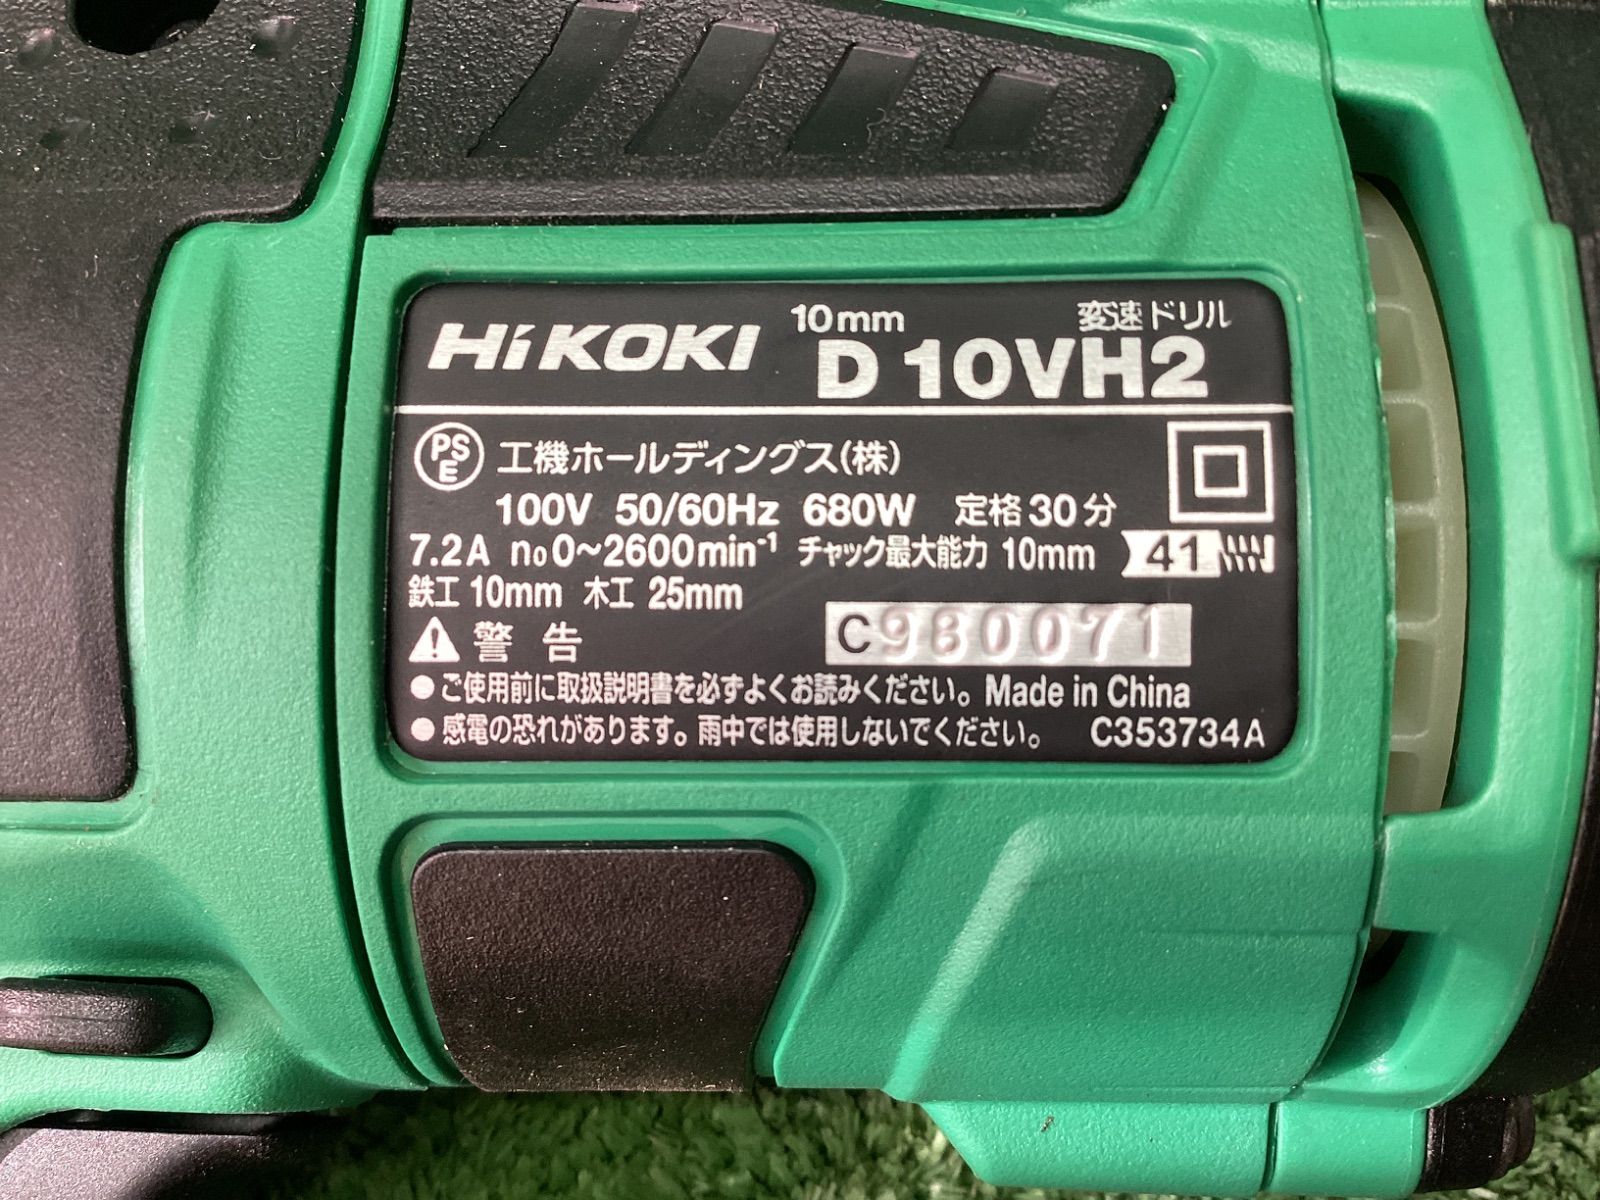 HiKOKI 10mm 変速ドリル
D 10VH2
PSE 工機ホールディングス(株)
100V 50/60Hz 680W 定格30分
7.2A n₀0~2600min⁻¹ チャック最大能力 10mm 41
鉄工 10mm 木工 25mm
警告 C980071
●ご使用前に取扱説明書を必ずよくお読みください。Made in China
●感電の恐れがあります。雨中では使用しないでください。 C353734A